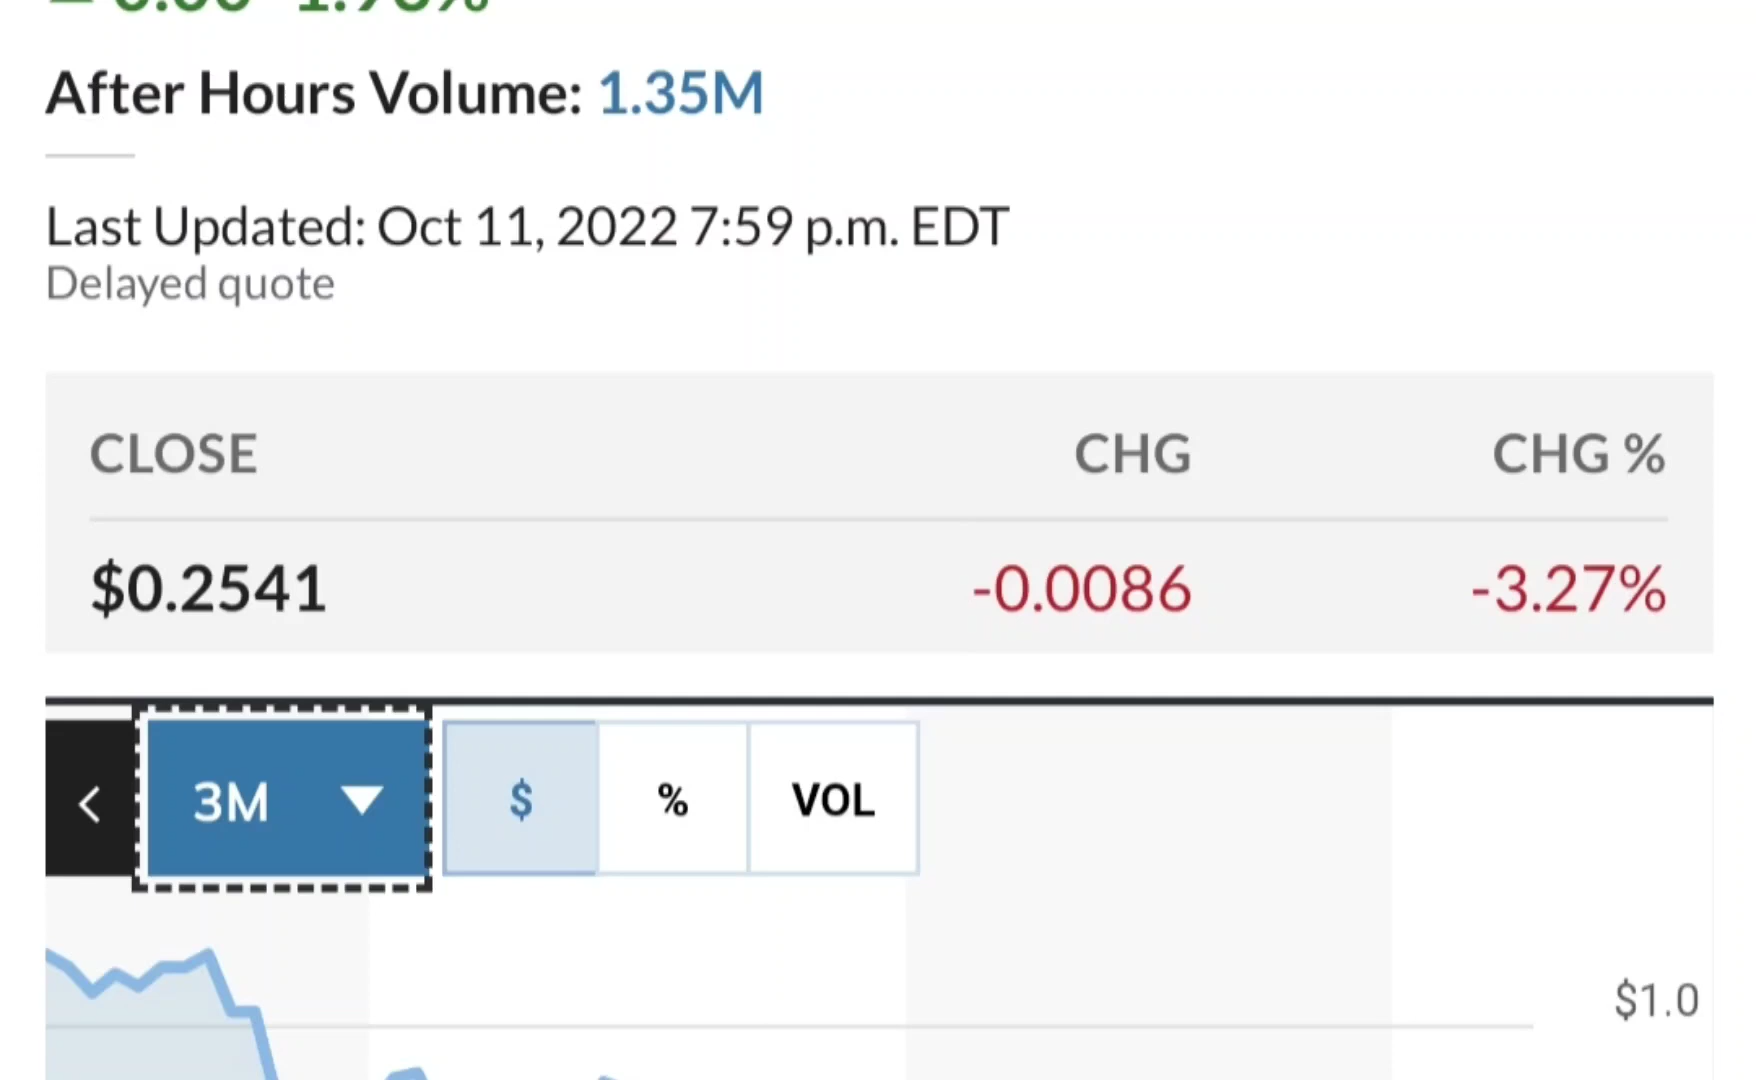 After Hours Volume: 1.35M
Last Updated: Oct 11, 2022 7:59 p.m. EDT
Delayed quote
CLOSE CHG CHG %
$0.2541 -0.0086 -3.27%
< 3M $ % VOL
$1.0